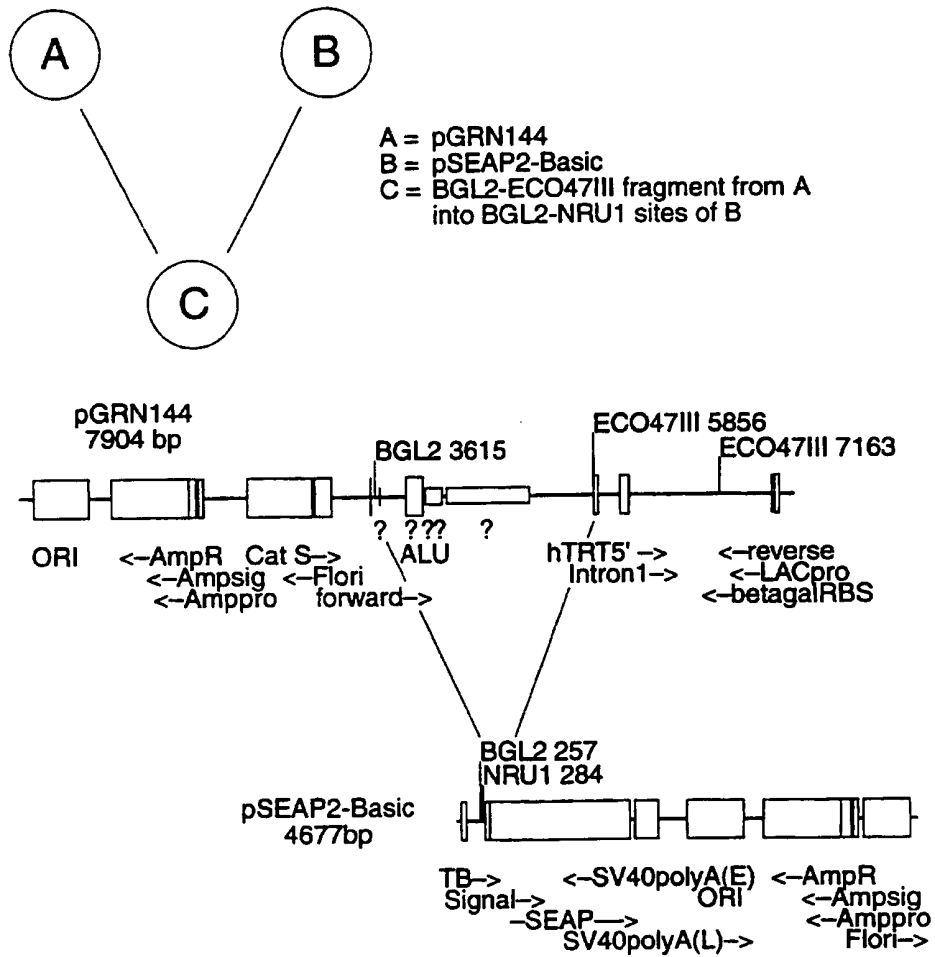 A
B
C
A = pGRN144
B = pSEAP2-Basic
C = BGL2-ECO47III fragment from A
into BGL2-NRU1 sites of B
pGRN144
7904 bp
BGL2 3615
ECO47III 5856
ECO47III 7163
? ? ?? ?
ORI
<–AmpR
<–Ampsig
<–Amppro
Cat S–>
<–Flori
forward–>
ALU
hTRT5' –>
Intron1–>
<–reverse
<–LACpro
<–betagalRBS
BGL2 257
NRU1 284
pSEAP2-Basic
4677bp
TB–>
Signal–>
–SEAP—>
<–SV40polyA(E)
ORI
SV40polyA(L)–>
<–AmpR
<–Ampsig
<–Amppro
Flori–>